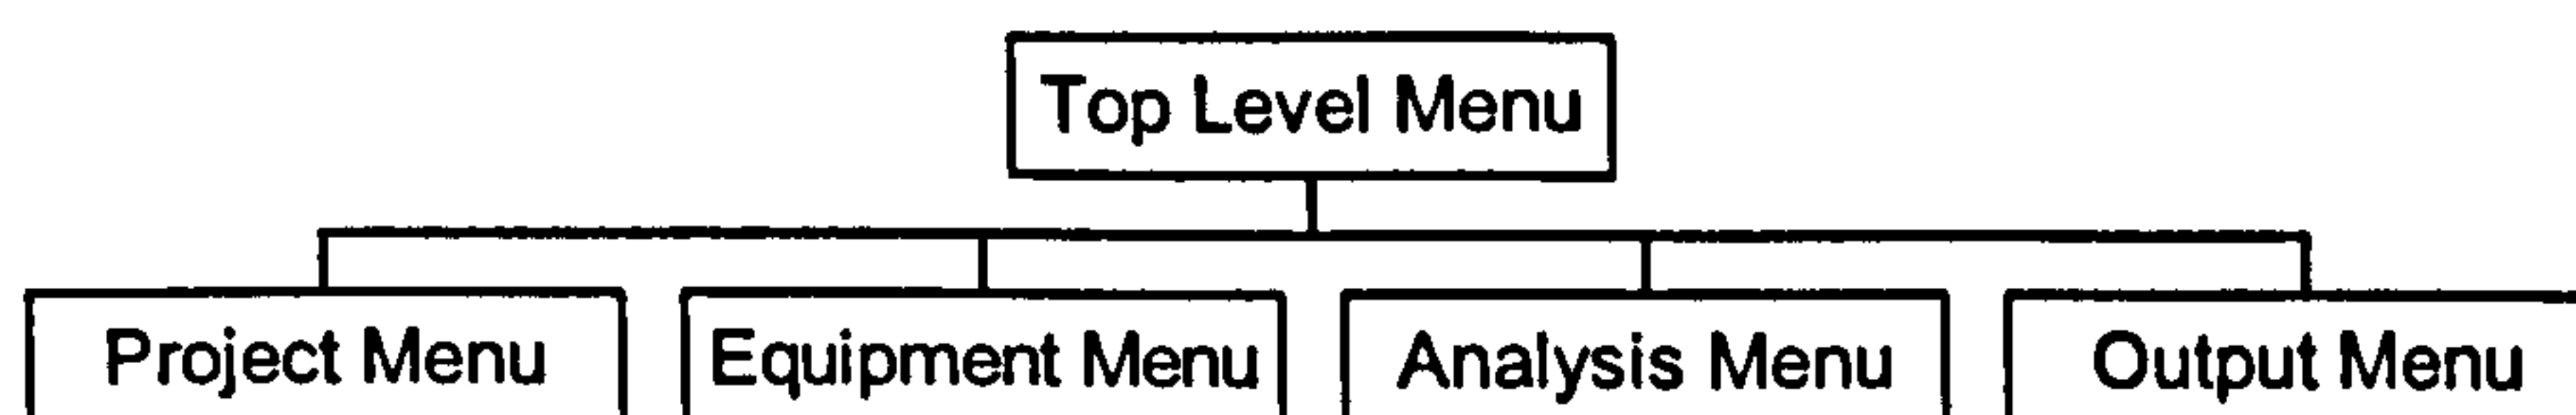 Top Level Menu
Project Menu
Equipment Menu
Analysis Menu
Output Menu